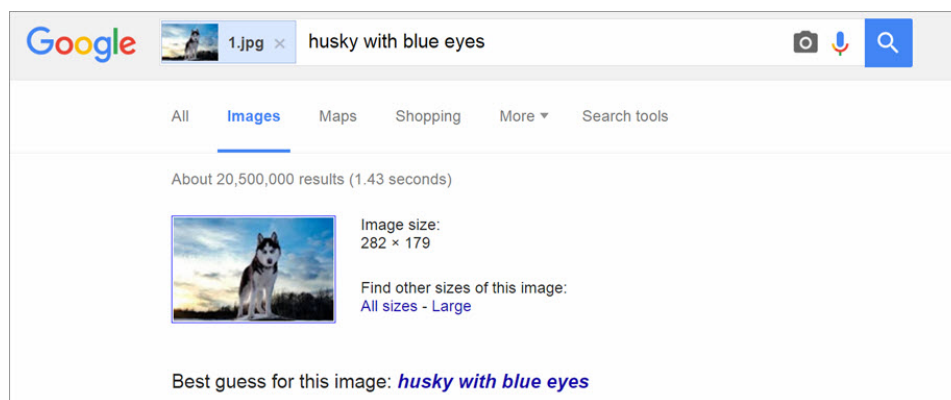 Google 1.jpg × husky with blue eyes
All Images Maps Shopping More Search tools
About 20,500,000 results (1.43 seconds)
Image size:
282 × 179
Find other sizes of this image:
All sizes - Large
Best guess for this image: husky with blue eyes